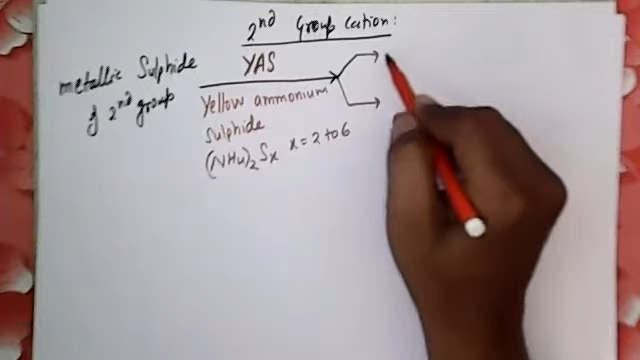 2nd Group Cation:
metallic Sulphide
of 2nd group
YAS
Yellow ammonium
Sulphide
(NH4)2 Sx x = 2 to 6